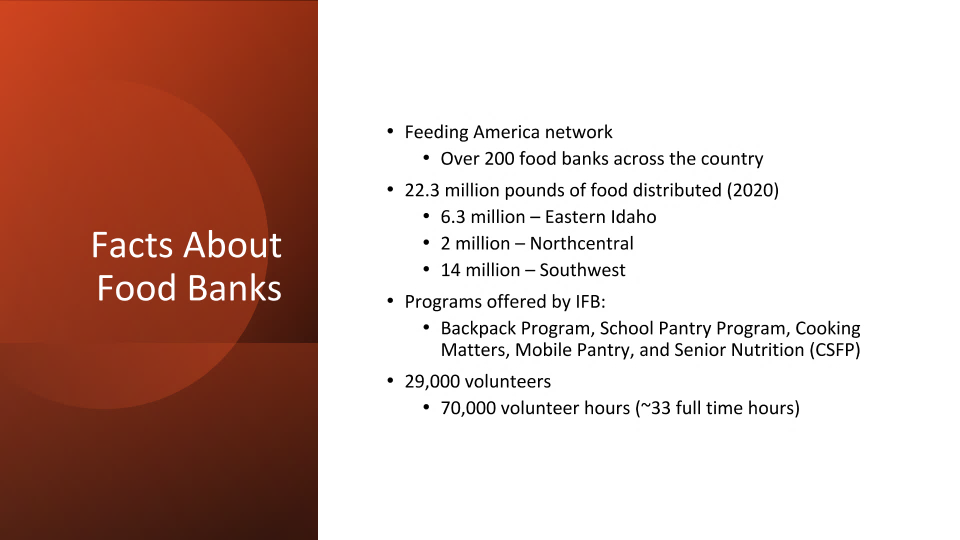 Facts About
Food Banks
• Feeding America network
• Over 200 food banks across the country
• 22.3 million pounds of food distributed (2020)
• 6.3 million – Eastern Idaho
• 2 million – Northcentral
• 14 million – Southwest
• Programs offered by IFB:
• Backpack Program, School Pantry Program, Cooking
Matters, Mobile Pantry, and Senior Nutrition (CSFP)
• 29,000 volunteers
• 70,000 volunteer hours (~33 full time hours)